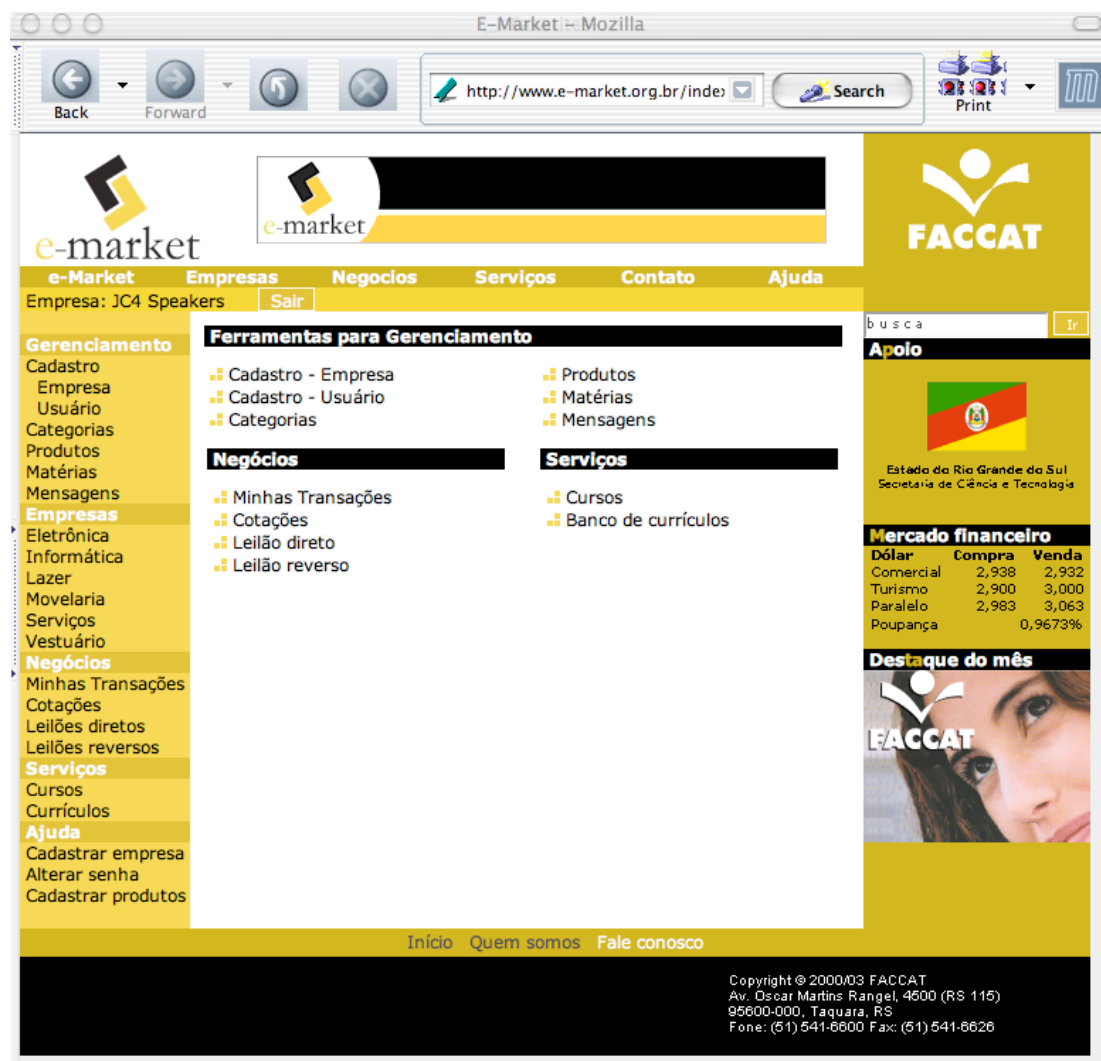 E-Market - Mozilla
Back
Forward
http://www.e-market.org.br/inde
Search
Print
m
e-market
e-market
FACCAT
e-Market Empresas Negocios Serviços Contato Ajuda
Empresa: JC4 Speakers Sair
Gerenciamento
Cadastro
Empresa
Usuário
Categorias
Produtos
Matérias
Mensagens
Empresas
Eletrônica
Informática
Lazer
Movelaria
Serviços
Vestuário
Negócios
Minhas Transações
Cotações
Leilões diretos
Leilões reversos
Serviços
Cursos
Currículos
Ajuda
Cadastrar empresa
Alterar senha
Cadastrar produtos
Ferramentas para Gerenciamento
Cadastro - Empresa
Cadastro - Usuário
Categorias
Produtos
Matérias
Mensagens
Negócios
Minhas Transações
Cotações
Leilão direto
Leilão reverso
Serviços
Cursos
Banco de currículos
busca Ir
Apoio
Estado do Rio Grande do Sul
Secretaria de Ciência e Tecnologia
Mercado financeiro
Dólar Compra Venda
Comercial 2,938 2,932
Turismo 2,900 3,000
Paralelo 2,983 3,063
Poupança 0,9673%
Destaque do mês
FACCAT
Início Quem somos Fale conosco
Copyright © 2000/03 FACCAT
Av. Oscar Martins Rangel, 4500 (RS 115)
95600-000, Taquara, RS
Fone: (51) 541-6600 Fax: (51) 541-6626